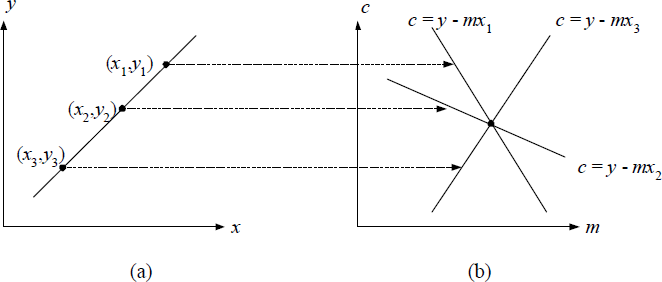 y
c
c = y - mx1
c = y - mx3
(x1,y1)
(x2,y2)
(x3,y3)
c = y - mx2
x
m
(a)
(b)